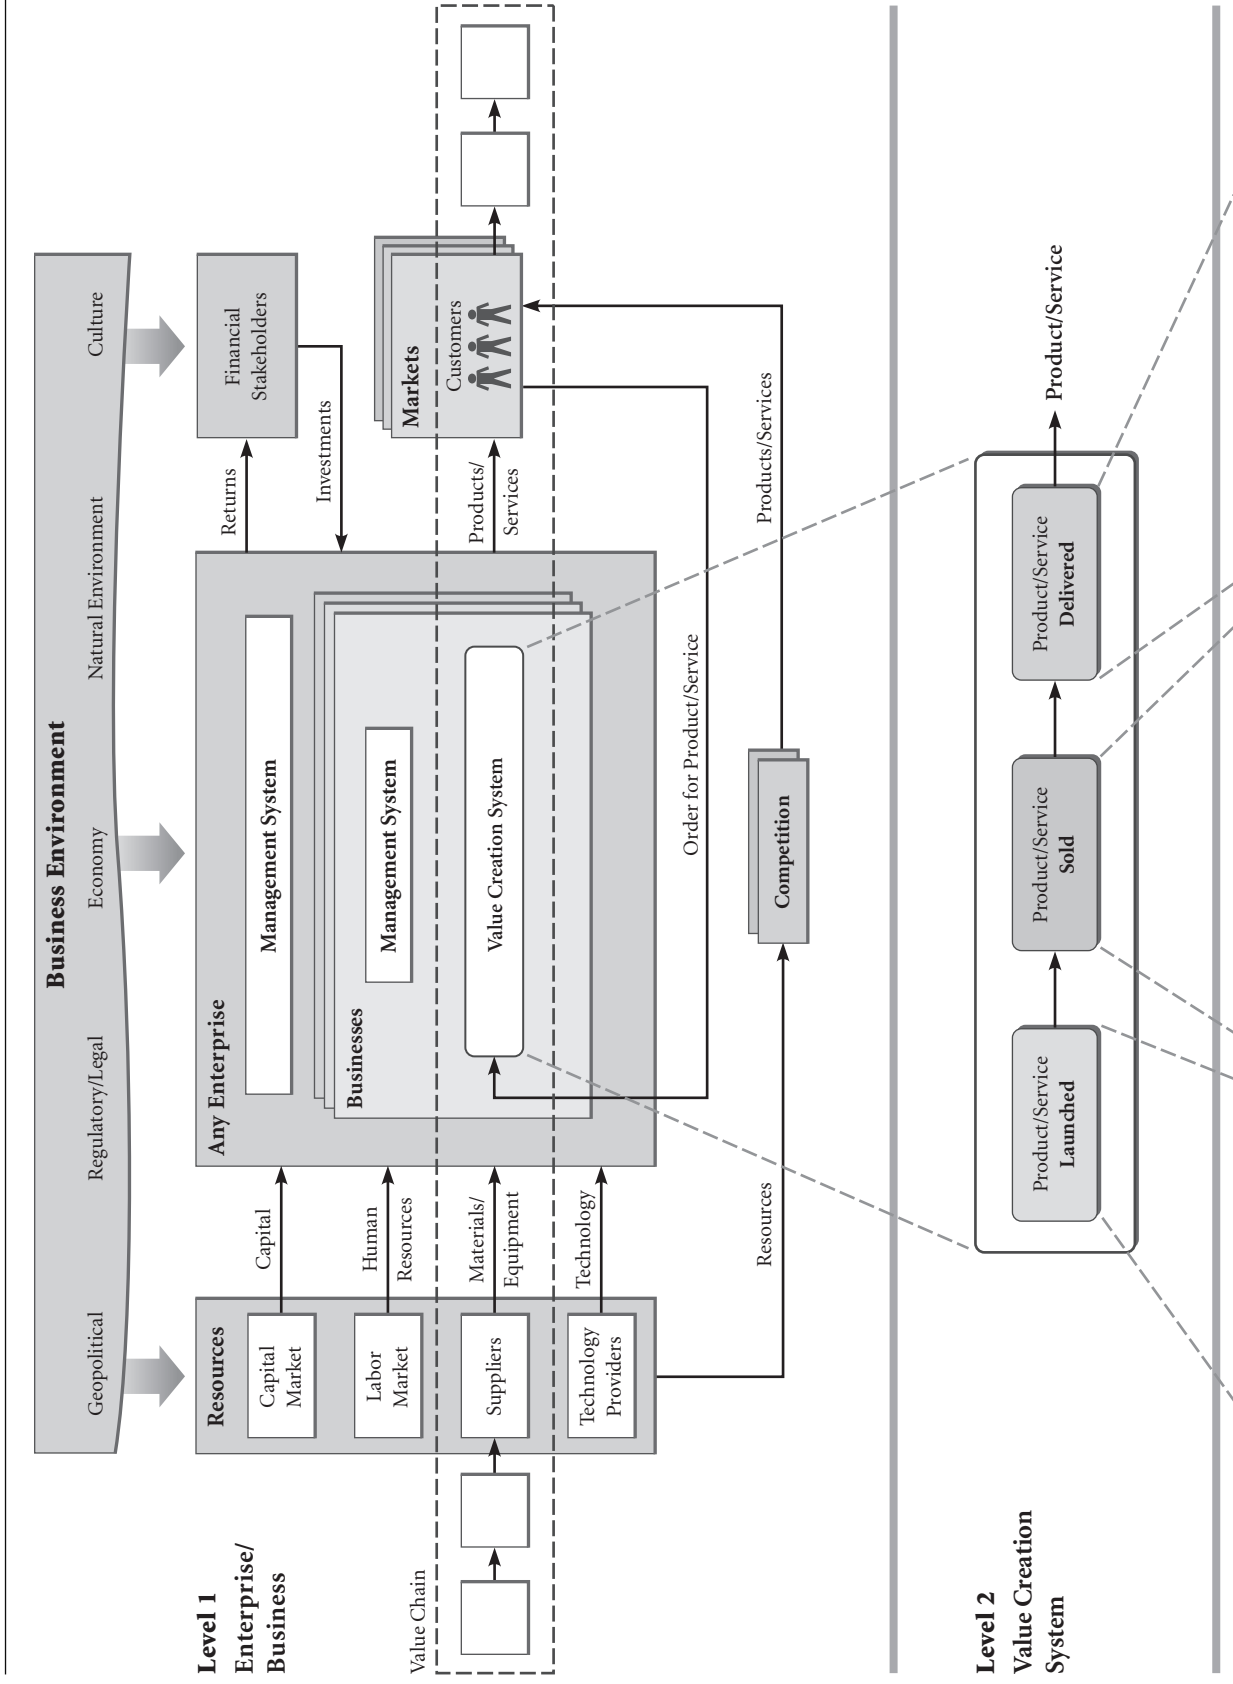 Business Environment
Geopolitical
Regulatory/Legal
Economy
Natural Environment
Culture
Level 1
Enterprise/
Business
Resources
Capital
Market
Labor
Market
Suppliers
Technology
Providers
Capital
Human
Resources
Materials/
Equipment
Technology
Any Enterprise
Management System
Businesses
Management System
Value Creation System
Returns
Investments
Financial
Stakeholders
Products/
Services
Markets
Customers
Value Chain
Order for Product/Service
Resources
Competition
Products/Services
Level 2
Value Creation
System
Product/Service
Launched
Product/Service
Sold
Product/Service
Delivered
Product/Service